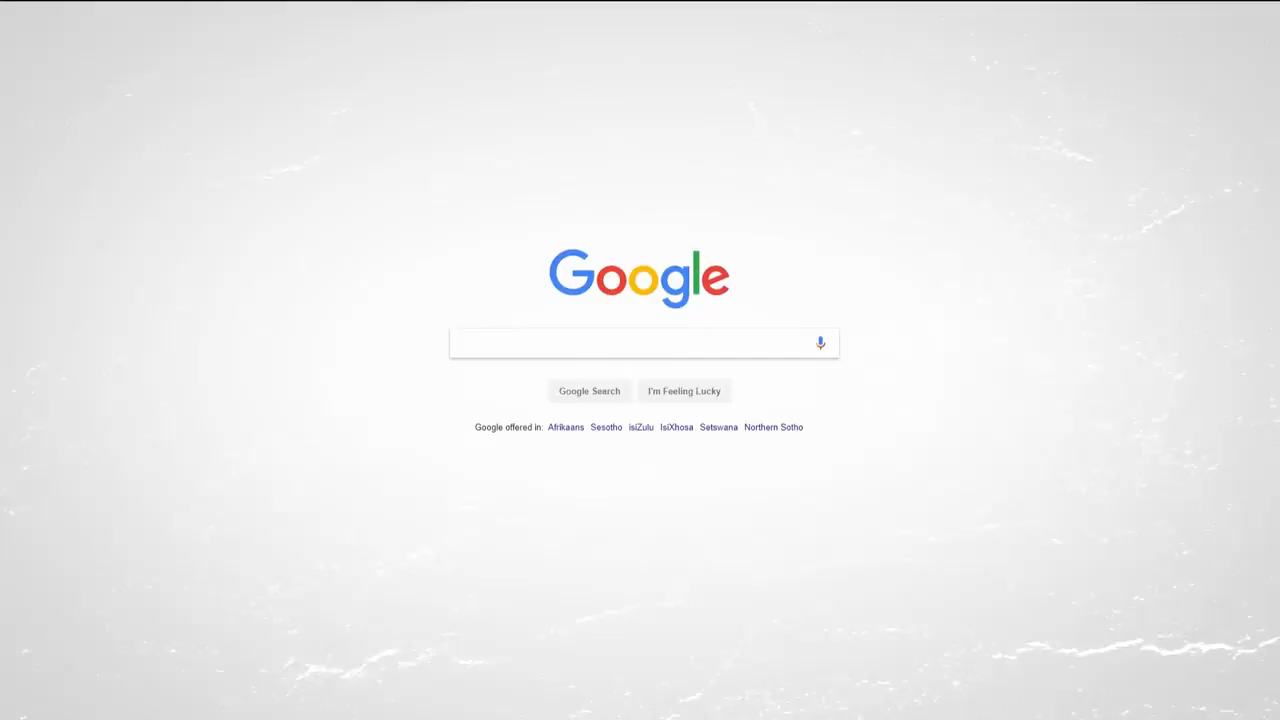 Google
Google Search I'm Feeling Lucky
Google offered in: Afrikaans Sesotho isiZulu IsiXhosa Setswana Northern Sotho